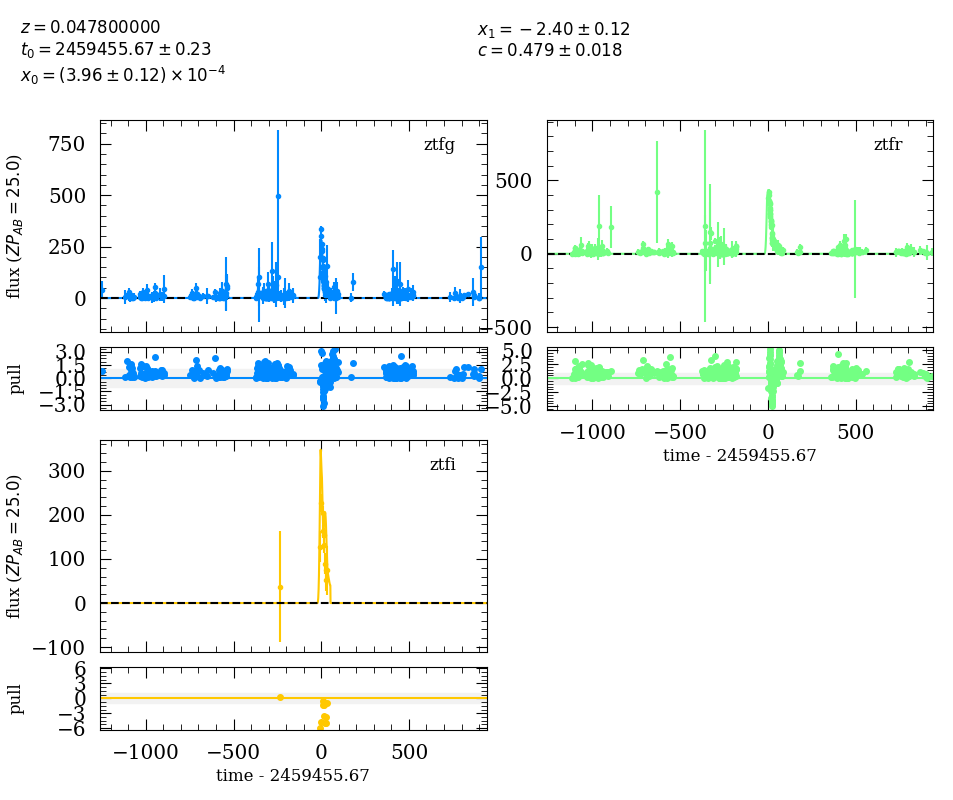 z = 0.047800000
t₀ = 2459455.67 ± 0.23
x₀ = (3.96 ± 0.12) × 10⁻⁴
x₁ = −2.40 ± 0.12
c = 0.479 ± 0.018
ztfg
flux (ZP_AB = 25.0)
750
500
250
0
pull
3.0
1.5
0.0
−1.5
−3.0
ztfr
500
0
−500
5.0
2.5
0.0
−2.5
−5.0
−1000 −500 0 500
time - 2459455.67
ztfi
flux (ZP_AB = 25.0)
300
200
100
0
−100
pull
6
3
0
−3
−6
−1000 −500 0 500
time - 2459455.67